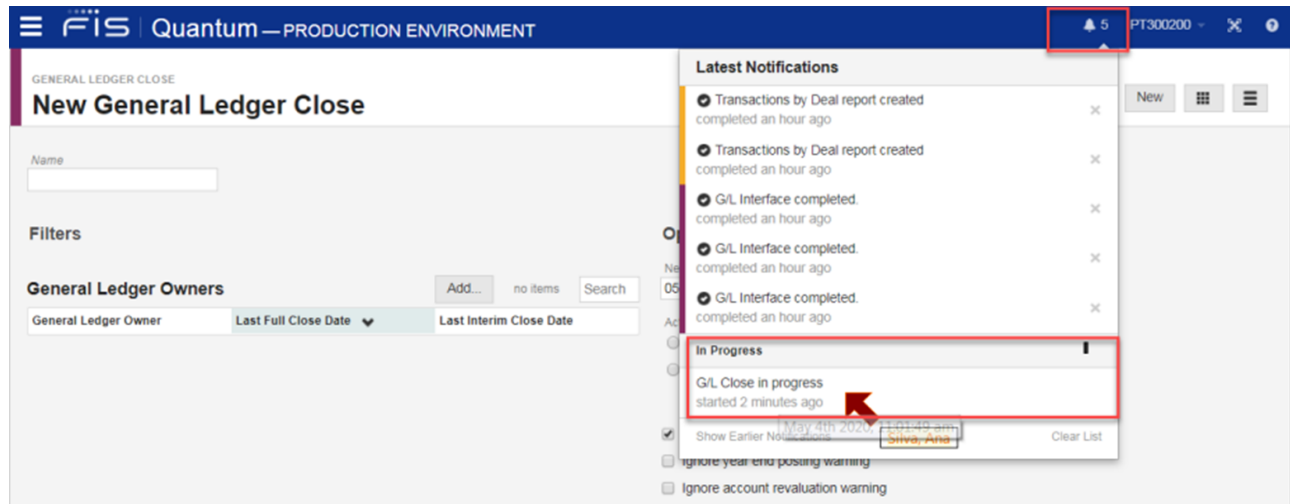 FIS Quantum — PRODUCTION ENVIRONMENT 5 PT300200
GENERAL LEDGER CLOSE
New General Ledger Close
New
Name
Filters
General Ledger Owners Add... no items Search
General Ledger Owner Last Full Close Date Last Interim Close Date
Op
Ne
05
Ac
Latest Notifications
Transactions by Deal report created
completed an hour ago
Transactions by Deal report created
completed an hour ago
G/L Interface completed.
completed an hour ago
G/L Interface completed.
completed an hour ago
G/L Interface completed.
completed an hour ago
In Progress
G/L Close in progress
started 2 minutes ago
May 4th 2020, 11:01:49 am
Show Earlier Notifications Silva, Ana Clear List
Ignore year end posting warning
Ignore account revaluation warning